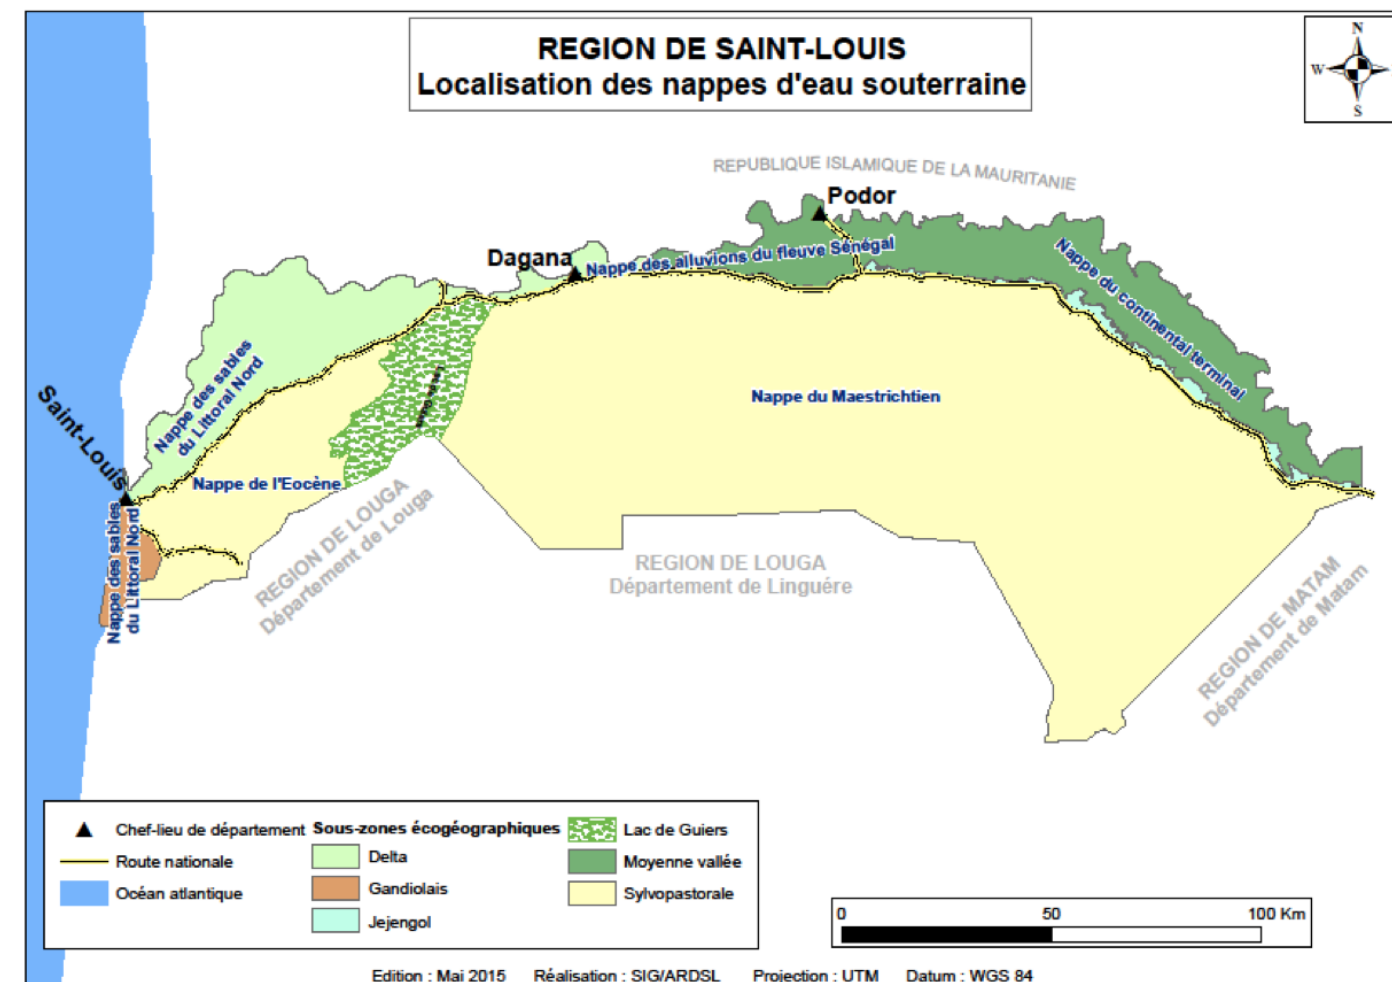 REGION DE SAINT-LOUIS
Localisation des nappes d'eau souterraine
N
W
S
REPUBLIQUE ISLAMIQUE DE LA MAURITANIE
Podor
Dagana
Nappe des alluvions du fleuve Sénégal
Nappe du continental terminal
Nappe des sables
du Littoral Nord
Lac de Guiers
Nappe du Maestrichtien
Saint-Louis
Nappe de l'Eocène
Nappe des sables
du Littoral Nord
REGION DE LOUGA
Département de Louga
REGION DE LOUGA
Département de Linguére
REGION DE MATAM
Département de Matam
Chef-lieu de département
Route nationale
Océan atlantique
Sous-zones écogéographiques
Delta
Gandiolais
Jejengol
Lac de Guiers
Moyenne vallée
Sylvopastorale
0 50 100 Km
Edition : Mai 2015 Réalisation : SIG/ARDSL Projection : UTM Datum : WGS 84